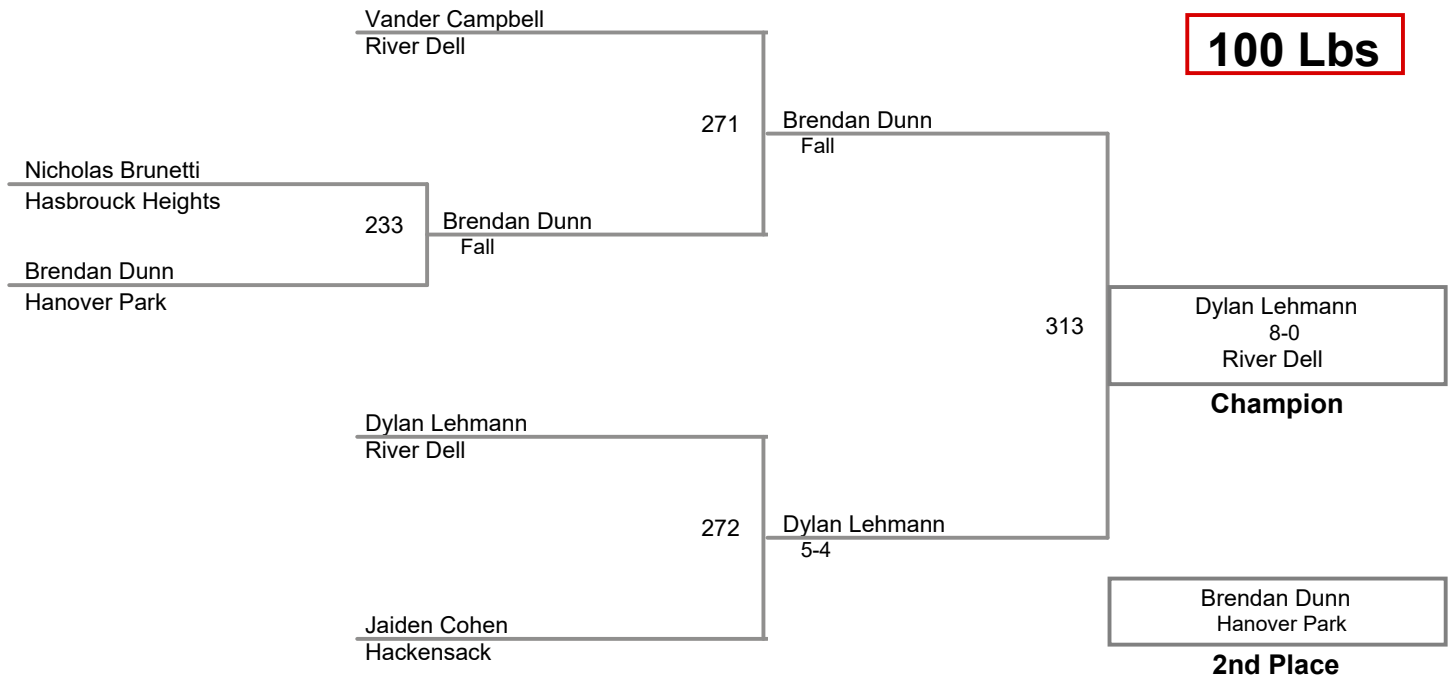 Vander Campbell
River Dell
100 Lbs
271
Brendan Dunn
Fall
Nicholas Brunetti
Hasbrouck Heights
233
Brendan Dunn
Fall
Brendan Dunn
Hanover Park
313
Dylan Lehmann
8-0
River Dell
Champion
Dylan Lehmann
River Dell
272
Dylan Lehmann
5-4
Jaiden Cohen
Hackensack
Brendan Dunn
Hanover Park
2nd Place